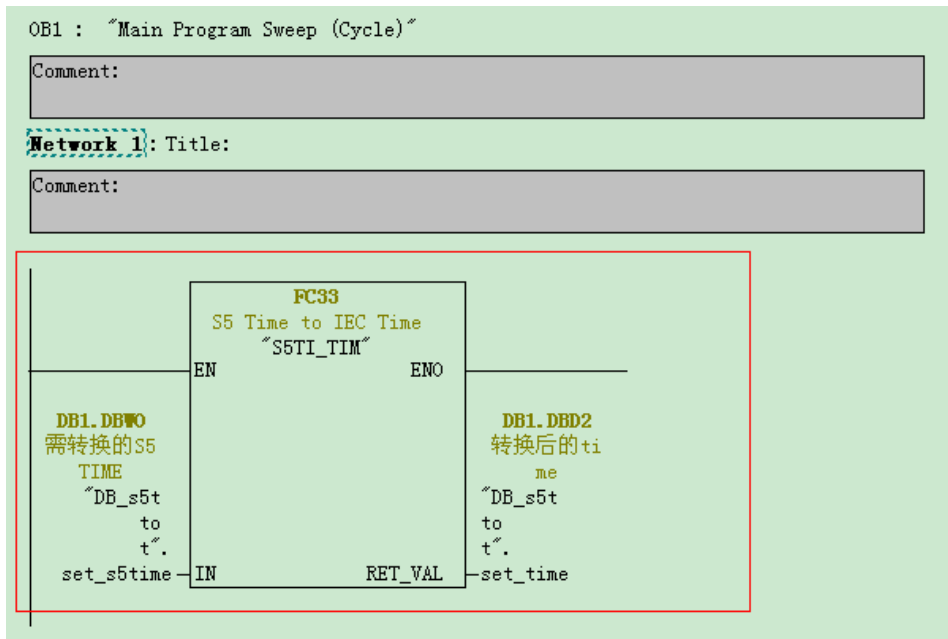 OB1 : "Main Program Sweep (Cycle)"
Comment:
Network 1: Title:
Comment:
FC33
S5 Time to IEC Time
"S5TI_TIM"
EN ENO
DB1.DBW0
需转换的S5
TIME
"DB_s5t
to
t".
set_s5time
IN
DB1.DBD2
转换后的ti
me
"DB_s5t
to
t".
RET_VAL
set_time